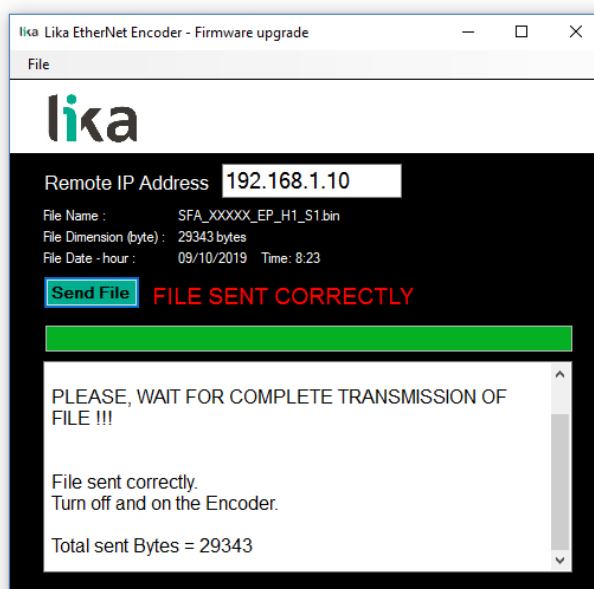 lika Lika EtherNet Encoder - Firmware upgrade
File
lika
Remote IP Address 192.168.1.10
File Name : SFA_XXXXX_EP_H1_S1.bin
File Dimension (byte) : 29343 bytes
File Date - hour : 09/10/2019 Time: 8:23
Send File FILE SENT CORRECTLY
PLEASE, WAIT FOR COMPLETE TRANSMISSION OF
FILE !!!
File sent correctly.
Turn off and on the Encoder.
Total sent Bytes = 29343